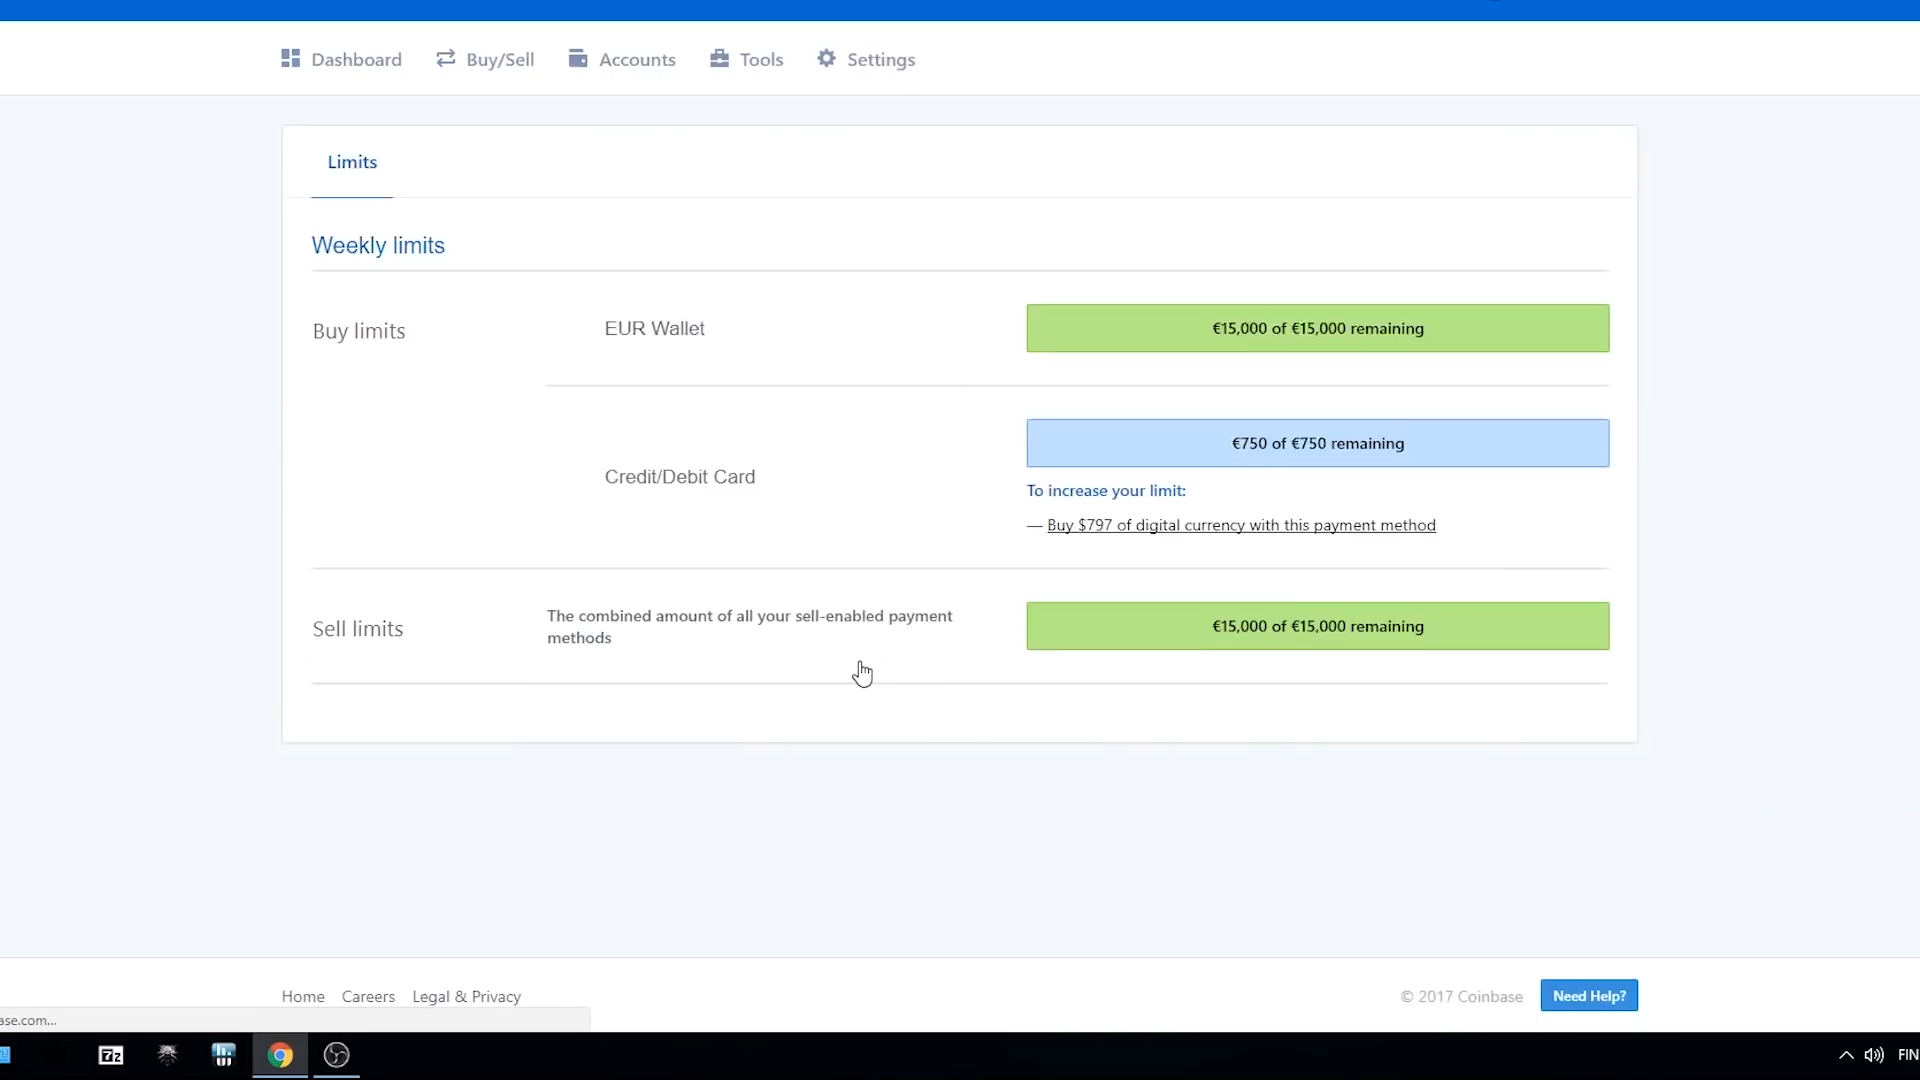 Dashboard Buy/Sell Accounts Tools Settings
Limits
Weekly limits
Buy limits EUR Wallet €15,000 of €15,000 remaining
€750 of €750 remaining
Credit/Debit Card
To increase your limit:
— Buy $797 of digital currency with this payment method
Sell limits
The combined amount of all your sell-enabled payment
methods
€15,000 of €15,000 remaining
Home Careers Legal & Privacy © 2017 Coinbase Need Help?
ase.com...
7z FIN